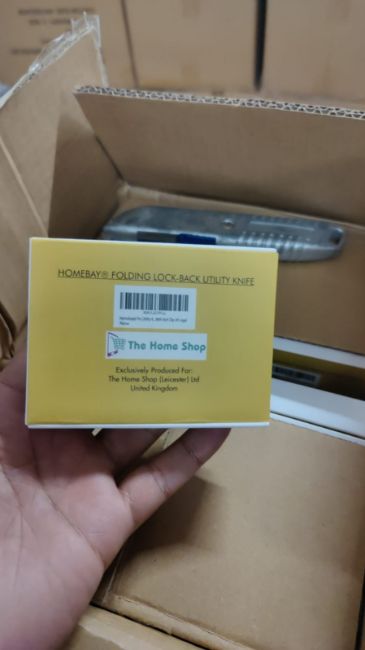 HOMEBAY® FOLDING LOCK-BACK UTILITY KNIFE
The Home Shop
Exclusively Produced For:
The Home Shop (Leicester) Ltd
United Kingdom